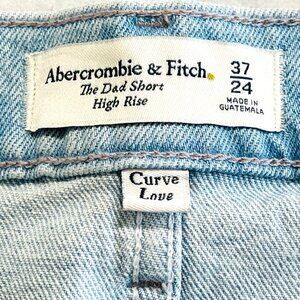 Abercrombie & Fitch
The Dad Short
High Rise
37
24
MADE IN
GUATEMALA
Curve
Love